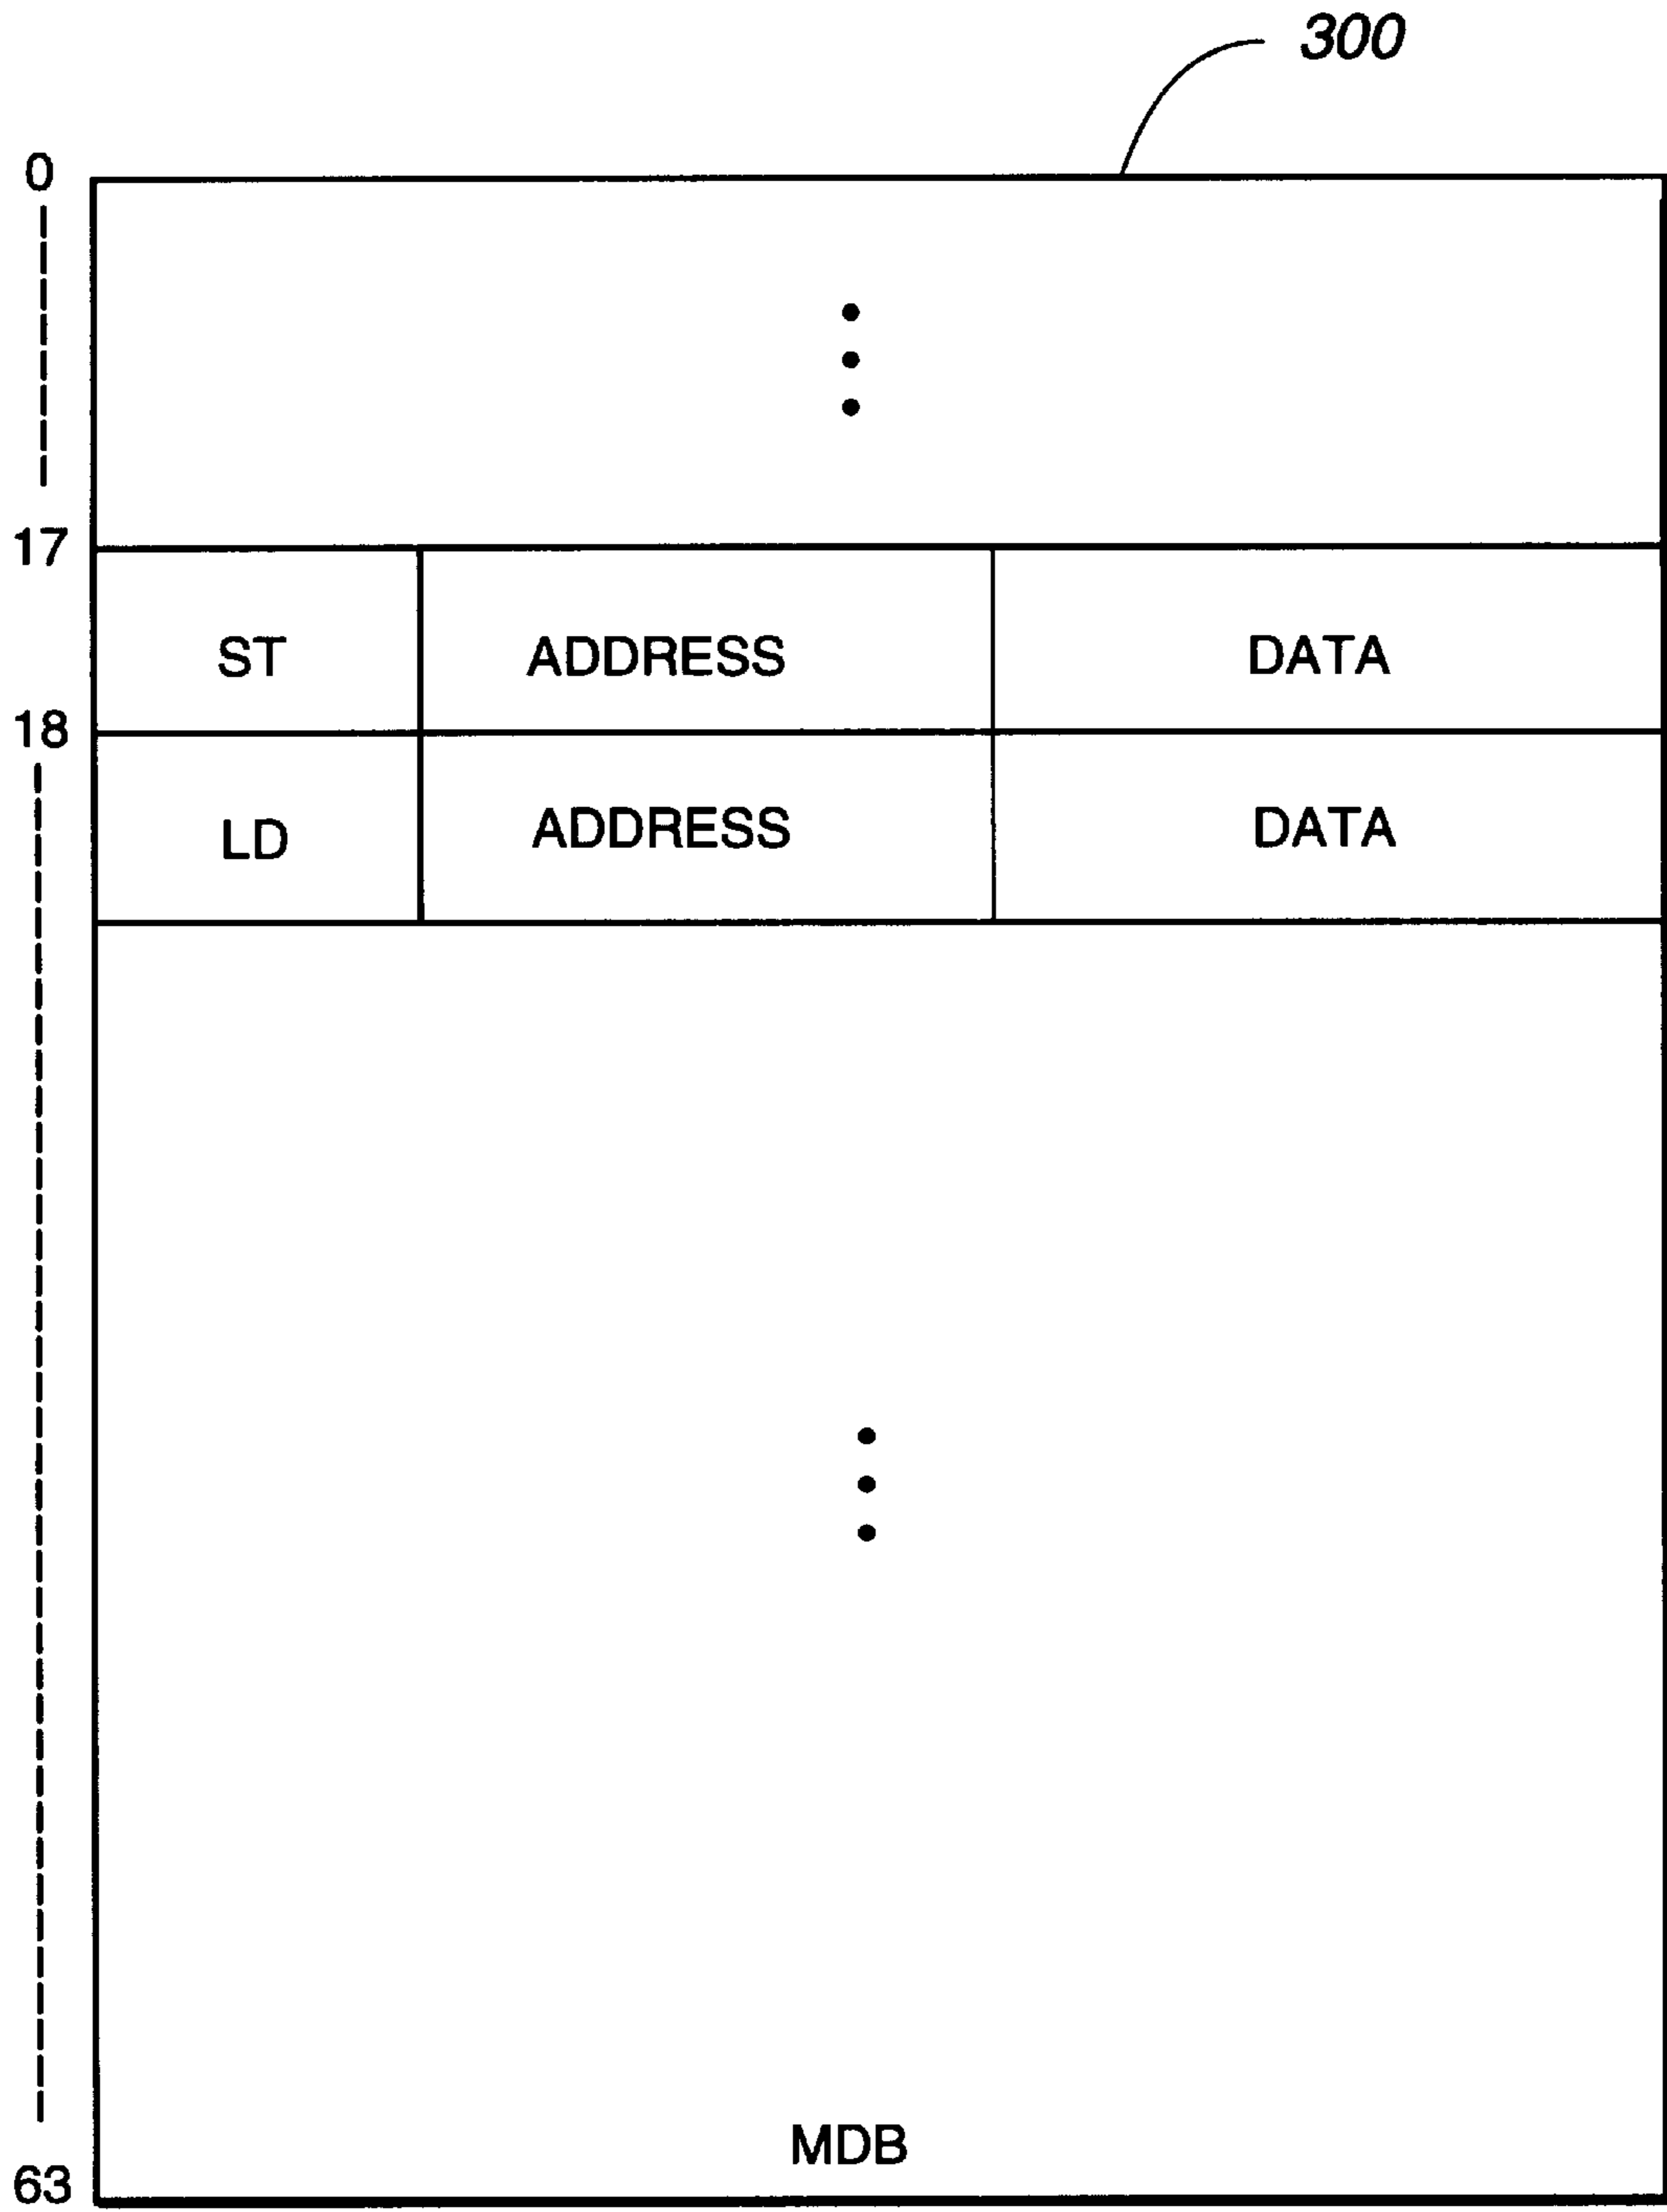 300
0
17
ST ADDRESS DATA
18
LD ADDRESS DATA
MDB
63